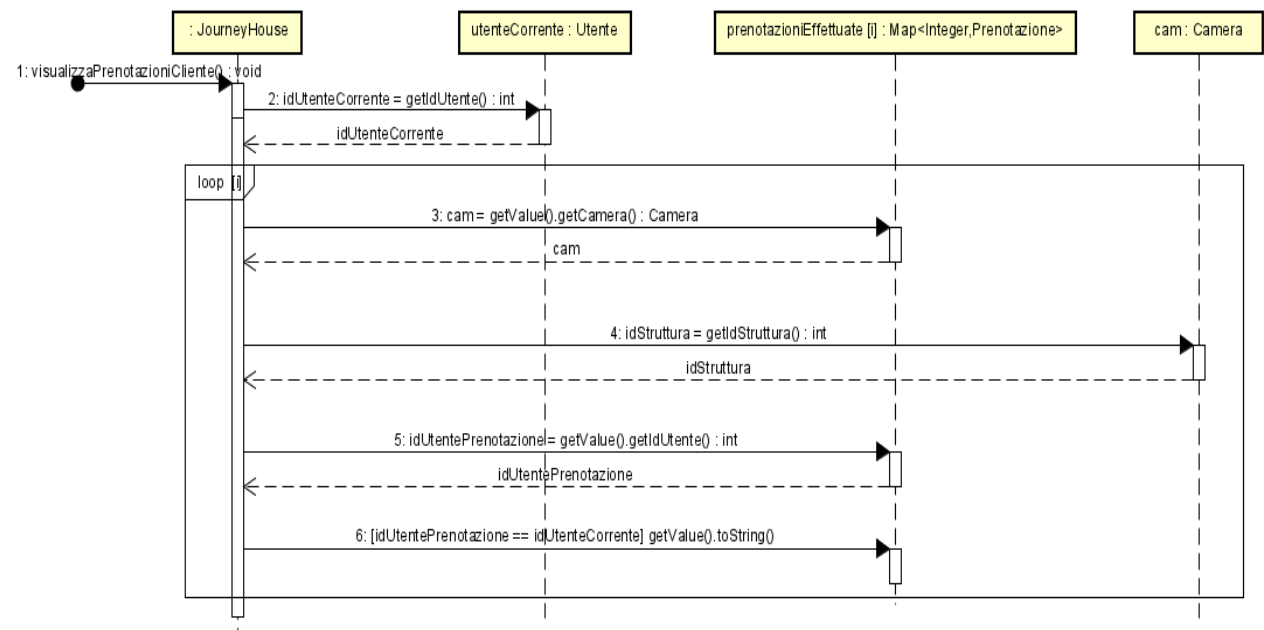 : JourneyHouse
utenteCorrente : Utente
prenotazioniEffettuate [i] : Map<Integer,Prenotazione>
cam : Camera
1: visualizzaPrenotazioniCliente() : void
2: idUtenteCorrente = getIdUtente() : int
idUtenteCorrente
loop [i]
3: cam = getValue().getCamera() : Camera
cam
4: idStruttura = getIdStruttura() : int
idStruttura
5: idUtentePrenotazione = getValue().getIdUtente() : int
idUtentePrenotazione
6: [idUtentePrenotazione == idUtenteCorrente] getValue().toString()